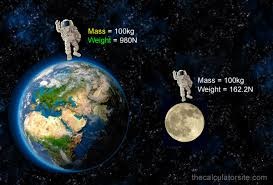 Mass = 100kg
Weight = 980N
Mass = 100kg
Weight = 162.2N
thecalculatorsite.com